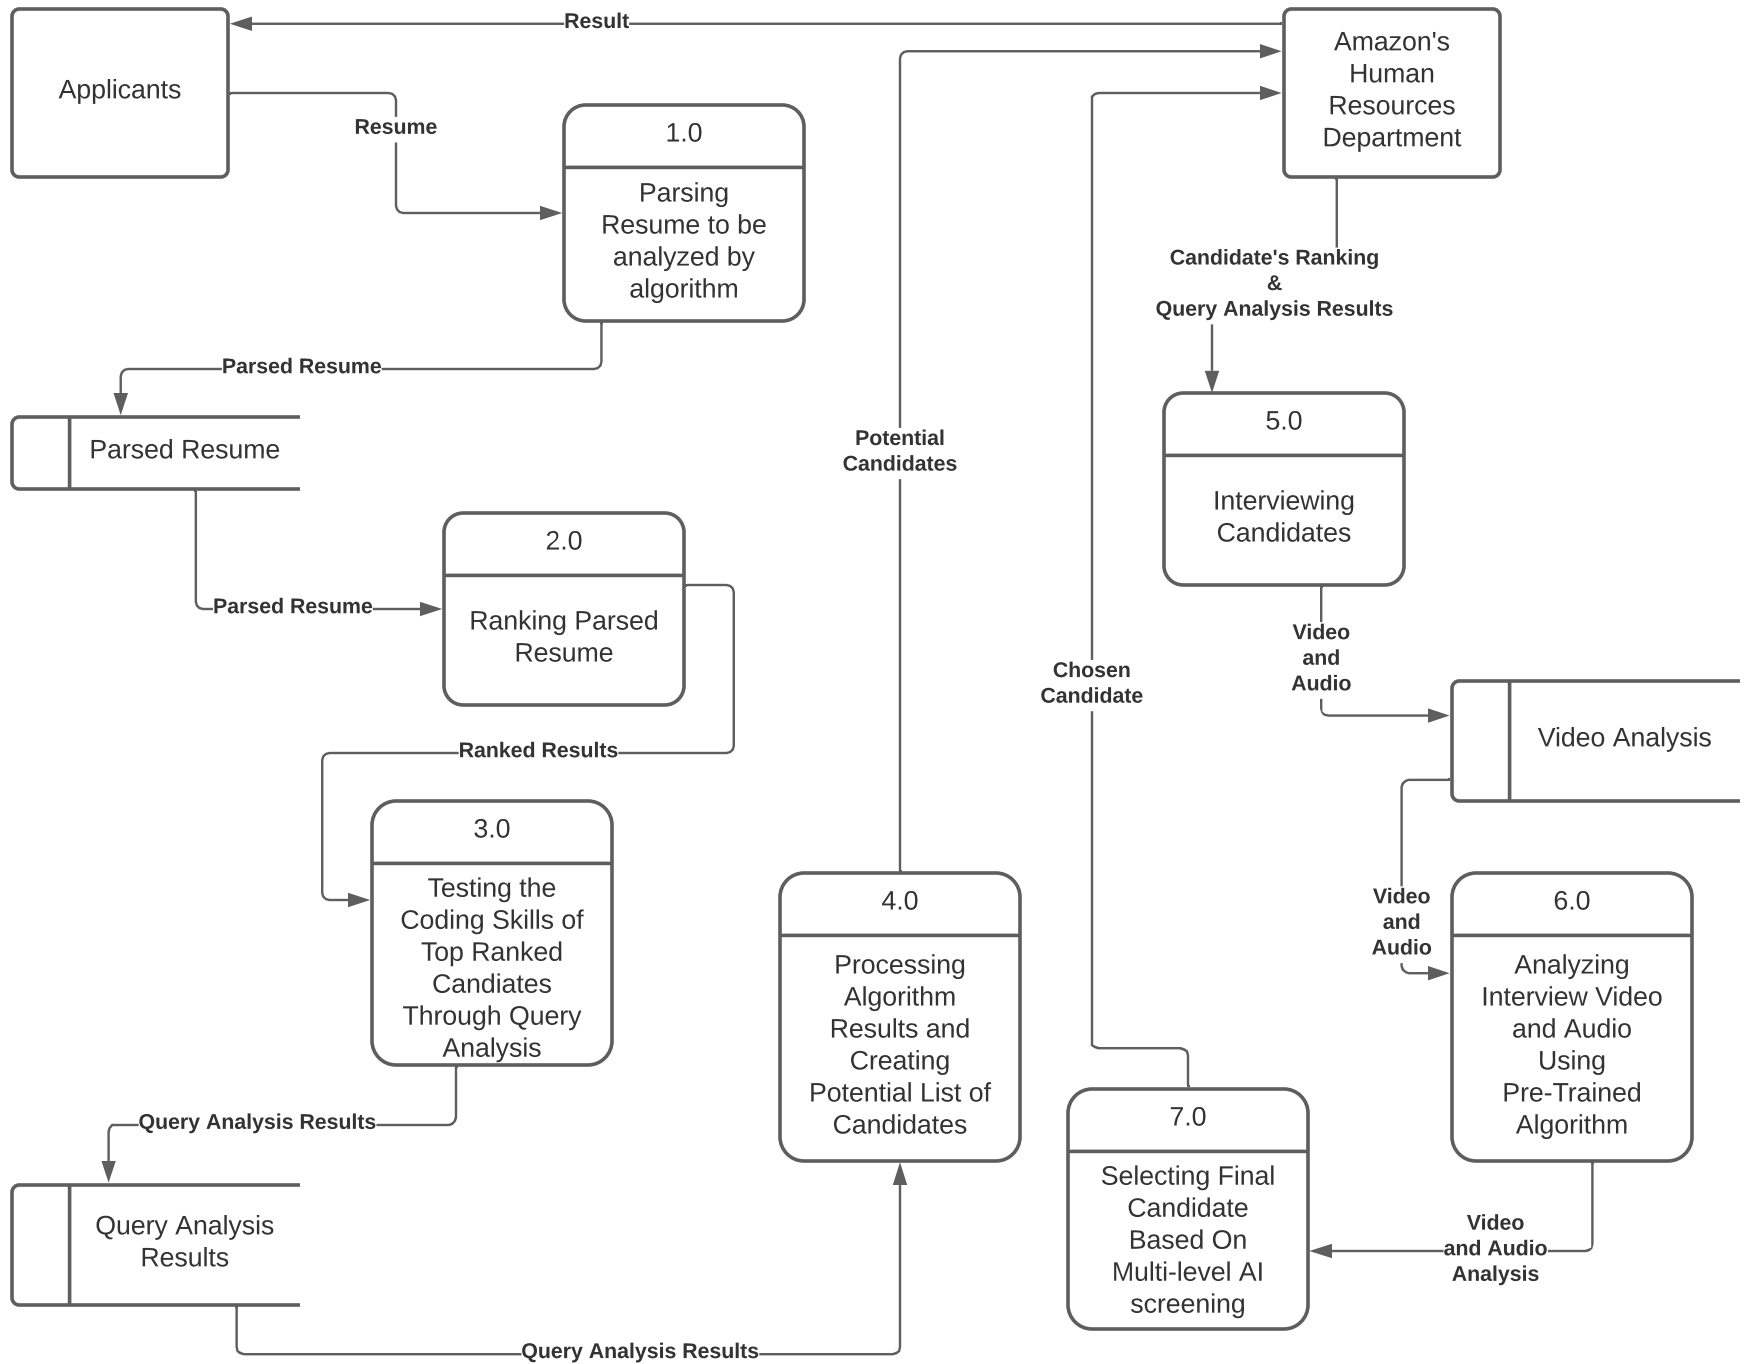 Result
Applicants
Amazon's
Human
Resources
Department
Resume
1.0
Parsing
Resume to be
analyzed by
algorithm
Candidate's Ranking
&
Query Analysis Results
Parsed Resume
Parsed Resume
Potential
Candidates
5.0
Interviewing
Candidates
2.0
Ranking Parsed
Resume
Parsed Resume
Video
and
Audio
Chosen
Candidate
Video Analysis
Ranked Results
3.0
Testing the
Coding Skills of
Top Ranked
Candiates
Through Query
Analysis
4.0
Processing
Algorithm
Results and
Creating
Potential List of
Candidates
Video
and
Audio
6.0
Analyzing
Interview Video
and Audio
Using
Pre-Trained
Algorithm
Query Analysis Results
7.0
Selecting Final
Candidate
Based On
Multi-level AI
screening
Video
and Audio
Analysis
Query Analysis
Results
Query Analysis Results